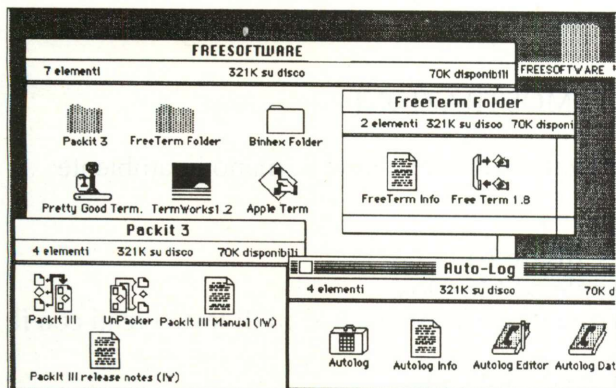 FREESOFTWARE
7 elementi 321K su disco 70K disponibili
FREESOFTWARE
Packit 3 FreeTerm Folder Binhex Folder
Pretty Good Term. TermWorks1.2 Apple Term
FreeTerm Folder
2 elementi 321K su disco 70K disponi
FreeTerm Info Free Term 1.8
Packit 3
4 elementi 321K su disco 70K disponibili
PackIt III UnPacker PackIt III Manual (IW)
PackIt III release notes (IW)
Auto-Log
4 elementi 321K su disco 70K d
Autolog Autolog Info Autolog Editor Autolog Dat